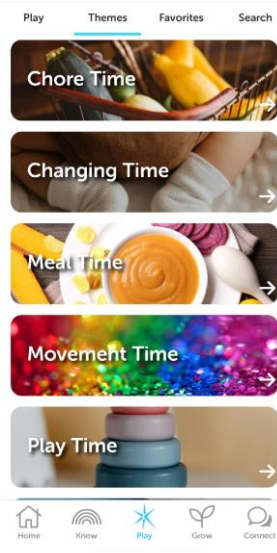 Play
Themes
Favorites
Search
Chore Time
Changing Time
Meal Time
Movement Time
Play Time
Home
Know
Play
Grow
Connect